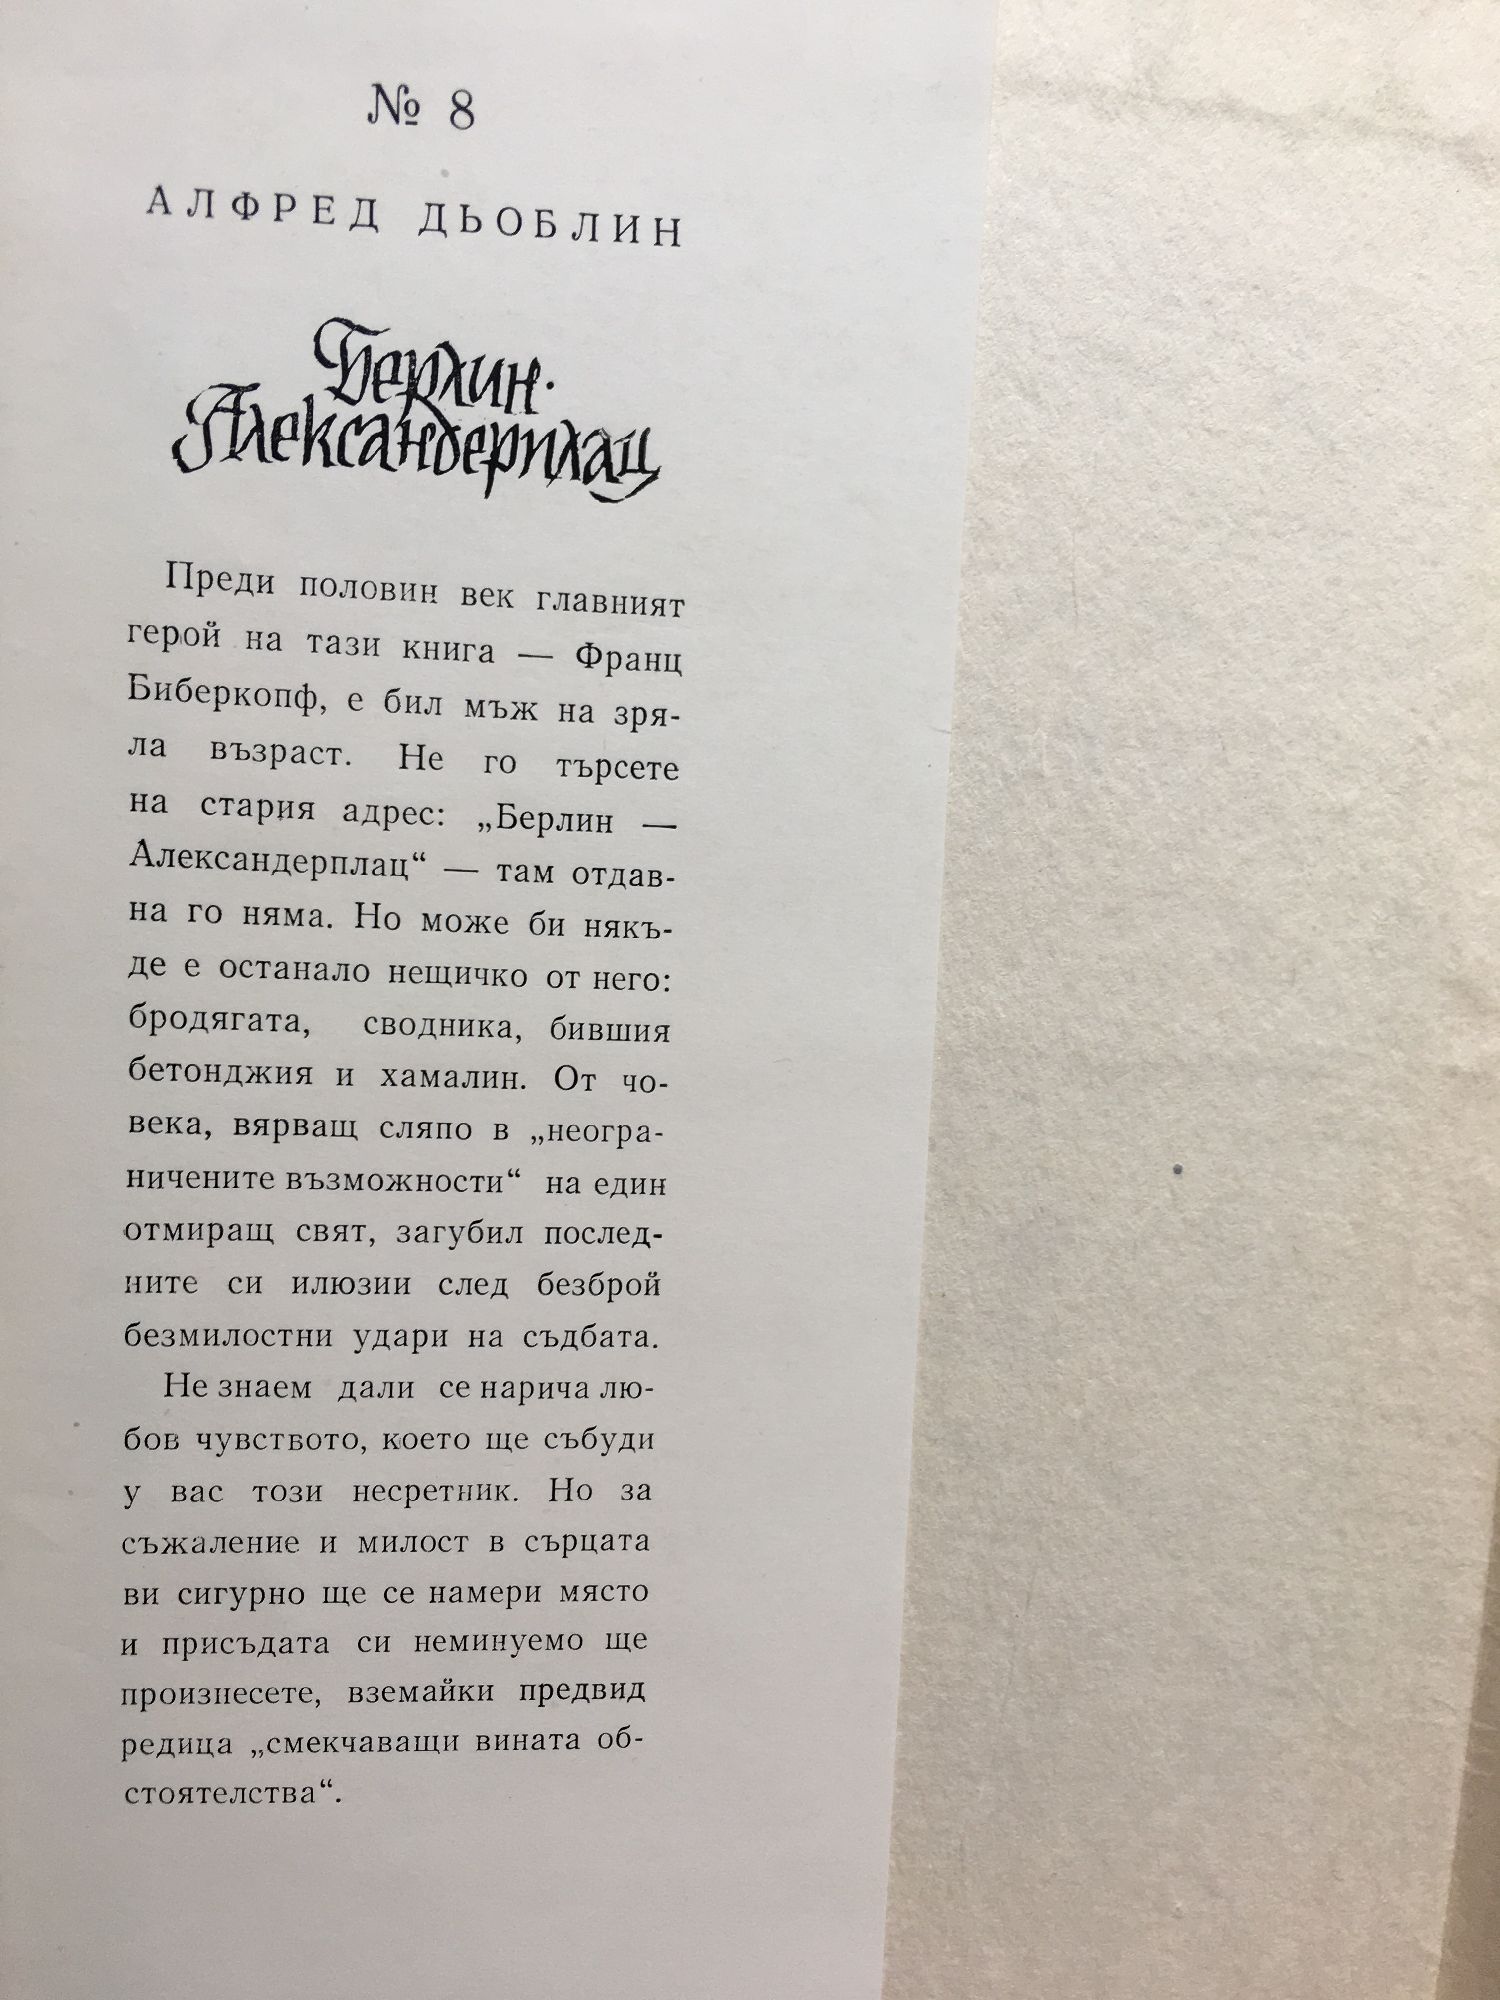 № 8
АЛФРЕД ДЬОБЛИН
Берлин·
Александерплац
Преди половин век главният
герой на тази книга — Франц
Биберкопф, е бил мъж на зря-
ла възраст. Не го търсете
на стария адрес: „Берлин —
Александерплац“ — там отдав-
на го няма. Но може би някъ-
де е останало нещичко от него:
бродягата, сводника, бившия
бетонджия и хамалин. От чо-
века, вярващ сляпо в „неогра-
ничените възможности“ на един
отмиращ свят, загубил послед-
ните си илюзии след безброй
безмилостни удари на съдбата.
Не знаем дали се нарича лю-
бов чувството, което ще събуди
у вас този несретник. Но за
съжаление и милост в сърцата
ви сигурно ще се намери място
и присъдата си неминуемо ще
произнесете, вземайки предвид
редица „смекчаващи вината об-
стоятелства“.